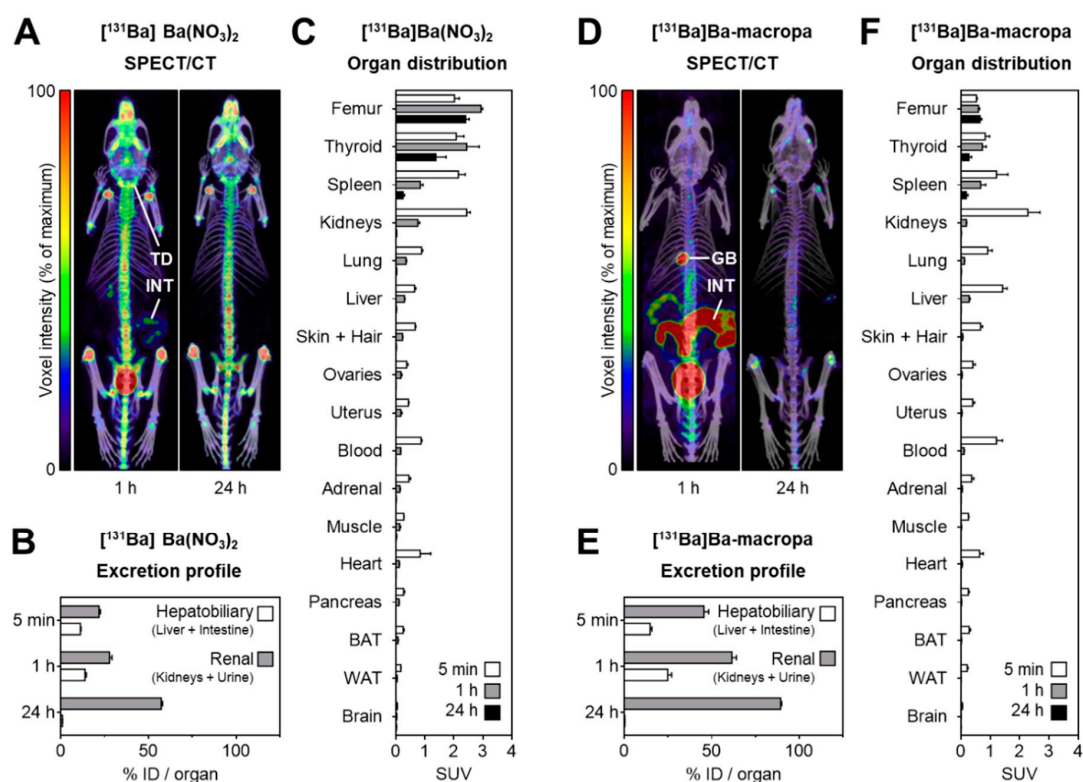 A
[¹³¹Ba] Ba(NO₃)₂
SPECT/CT
Voxel intensity (% of maximum)
100
0
TD
INT
1 h
24 h
B
[¹³¹Ba] Ba(NO₃)₂
Excretion profile
5 min
1 h
24 h
Hepatobiliary
(Liver + Intestine)
Renal
(Kidneys + Urine)
0
50
100
% ID / organ
C
[¹³¹Ba]Ba(NO₃)₂
Organ distribution
Femur
Thyroid
Spleen
Kidneys
Lung
Liver
Skin + Hair
Ovaries
Uterus
Blood
Adrenal
Muscle
Heart
Pancreas
BAT
WAT
Brain
5 min
1 h
24 h
0 1 2 3 4
SUV
D
[¹³¹Ba]Ba-macropa
SPECT/CT
Voxel intensity (% of maximum)
100
0
GB
INT
1 h
24 h
E
[¹³¹Ba]Ba-macropa
Excretion profile
5 min
1 h
24 h
Hepatobiliary
(Liver + Intestine)
Renal
(Kidneys + Urine)
0
50
100
% ID / organ
F
[¹³¹Ba]Ba-macropa
Organ distribution
Femur
Thyroid
Spleen
Kidneys
Lung
Liver
Skin + Hair
Ovaries
Uterus
Blood
Adrenal
Muscle
Heart
Pancreas
BAT
WAT
Brain
5 min
1 h
24 h
0 1 2 3 4
SUV